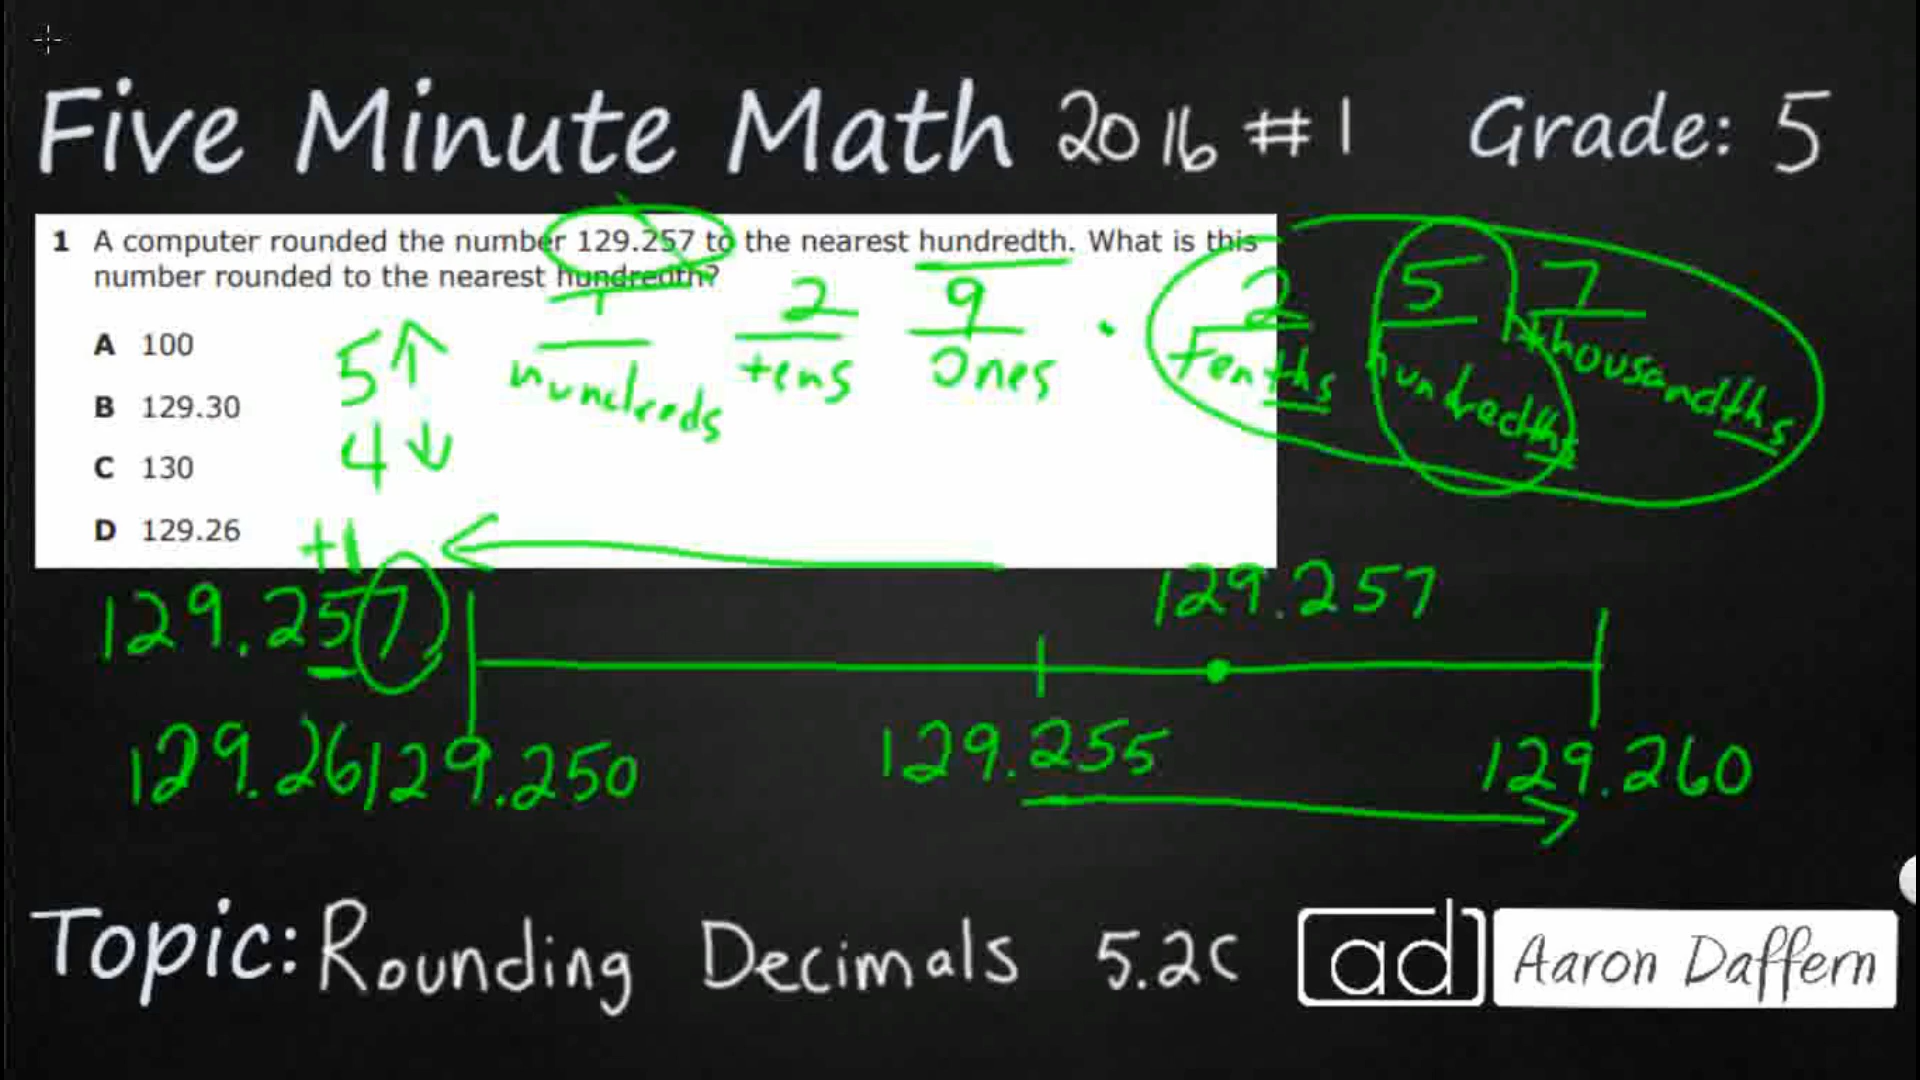 Five Minute Math 2016 #1 Grade: 5
1 A computer rounded the number 129.257 to the nearest hundredth. What is this
number rounded to the nearest hundredth?
1 2 9 . 2 5 7
hundreds tens ones tenths hundredths thousandths
A 100
B 129.30
C 130
D 129.26
5↑
4↓
+1
129.257
129.26
129.257
129.250 129.255 129.260
Topic: Rounding Decimals 5.2C ad Aaron Daffern